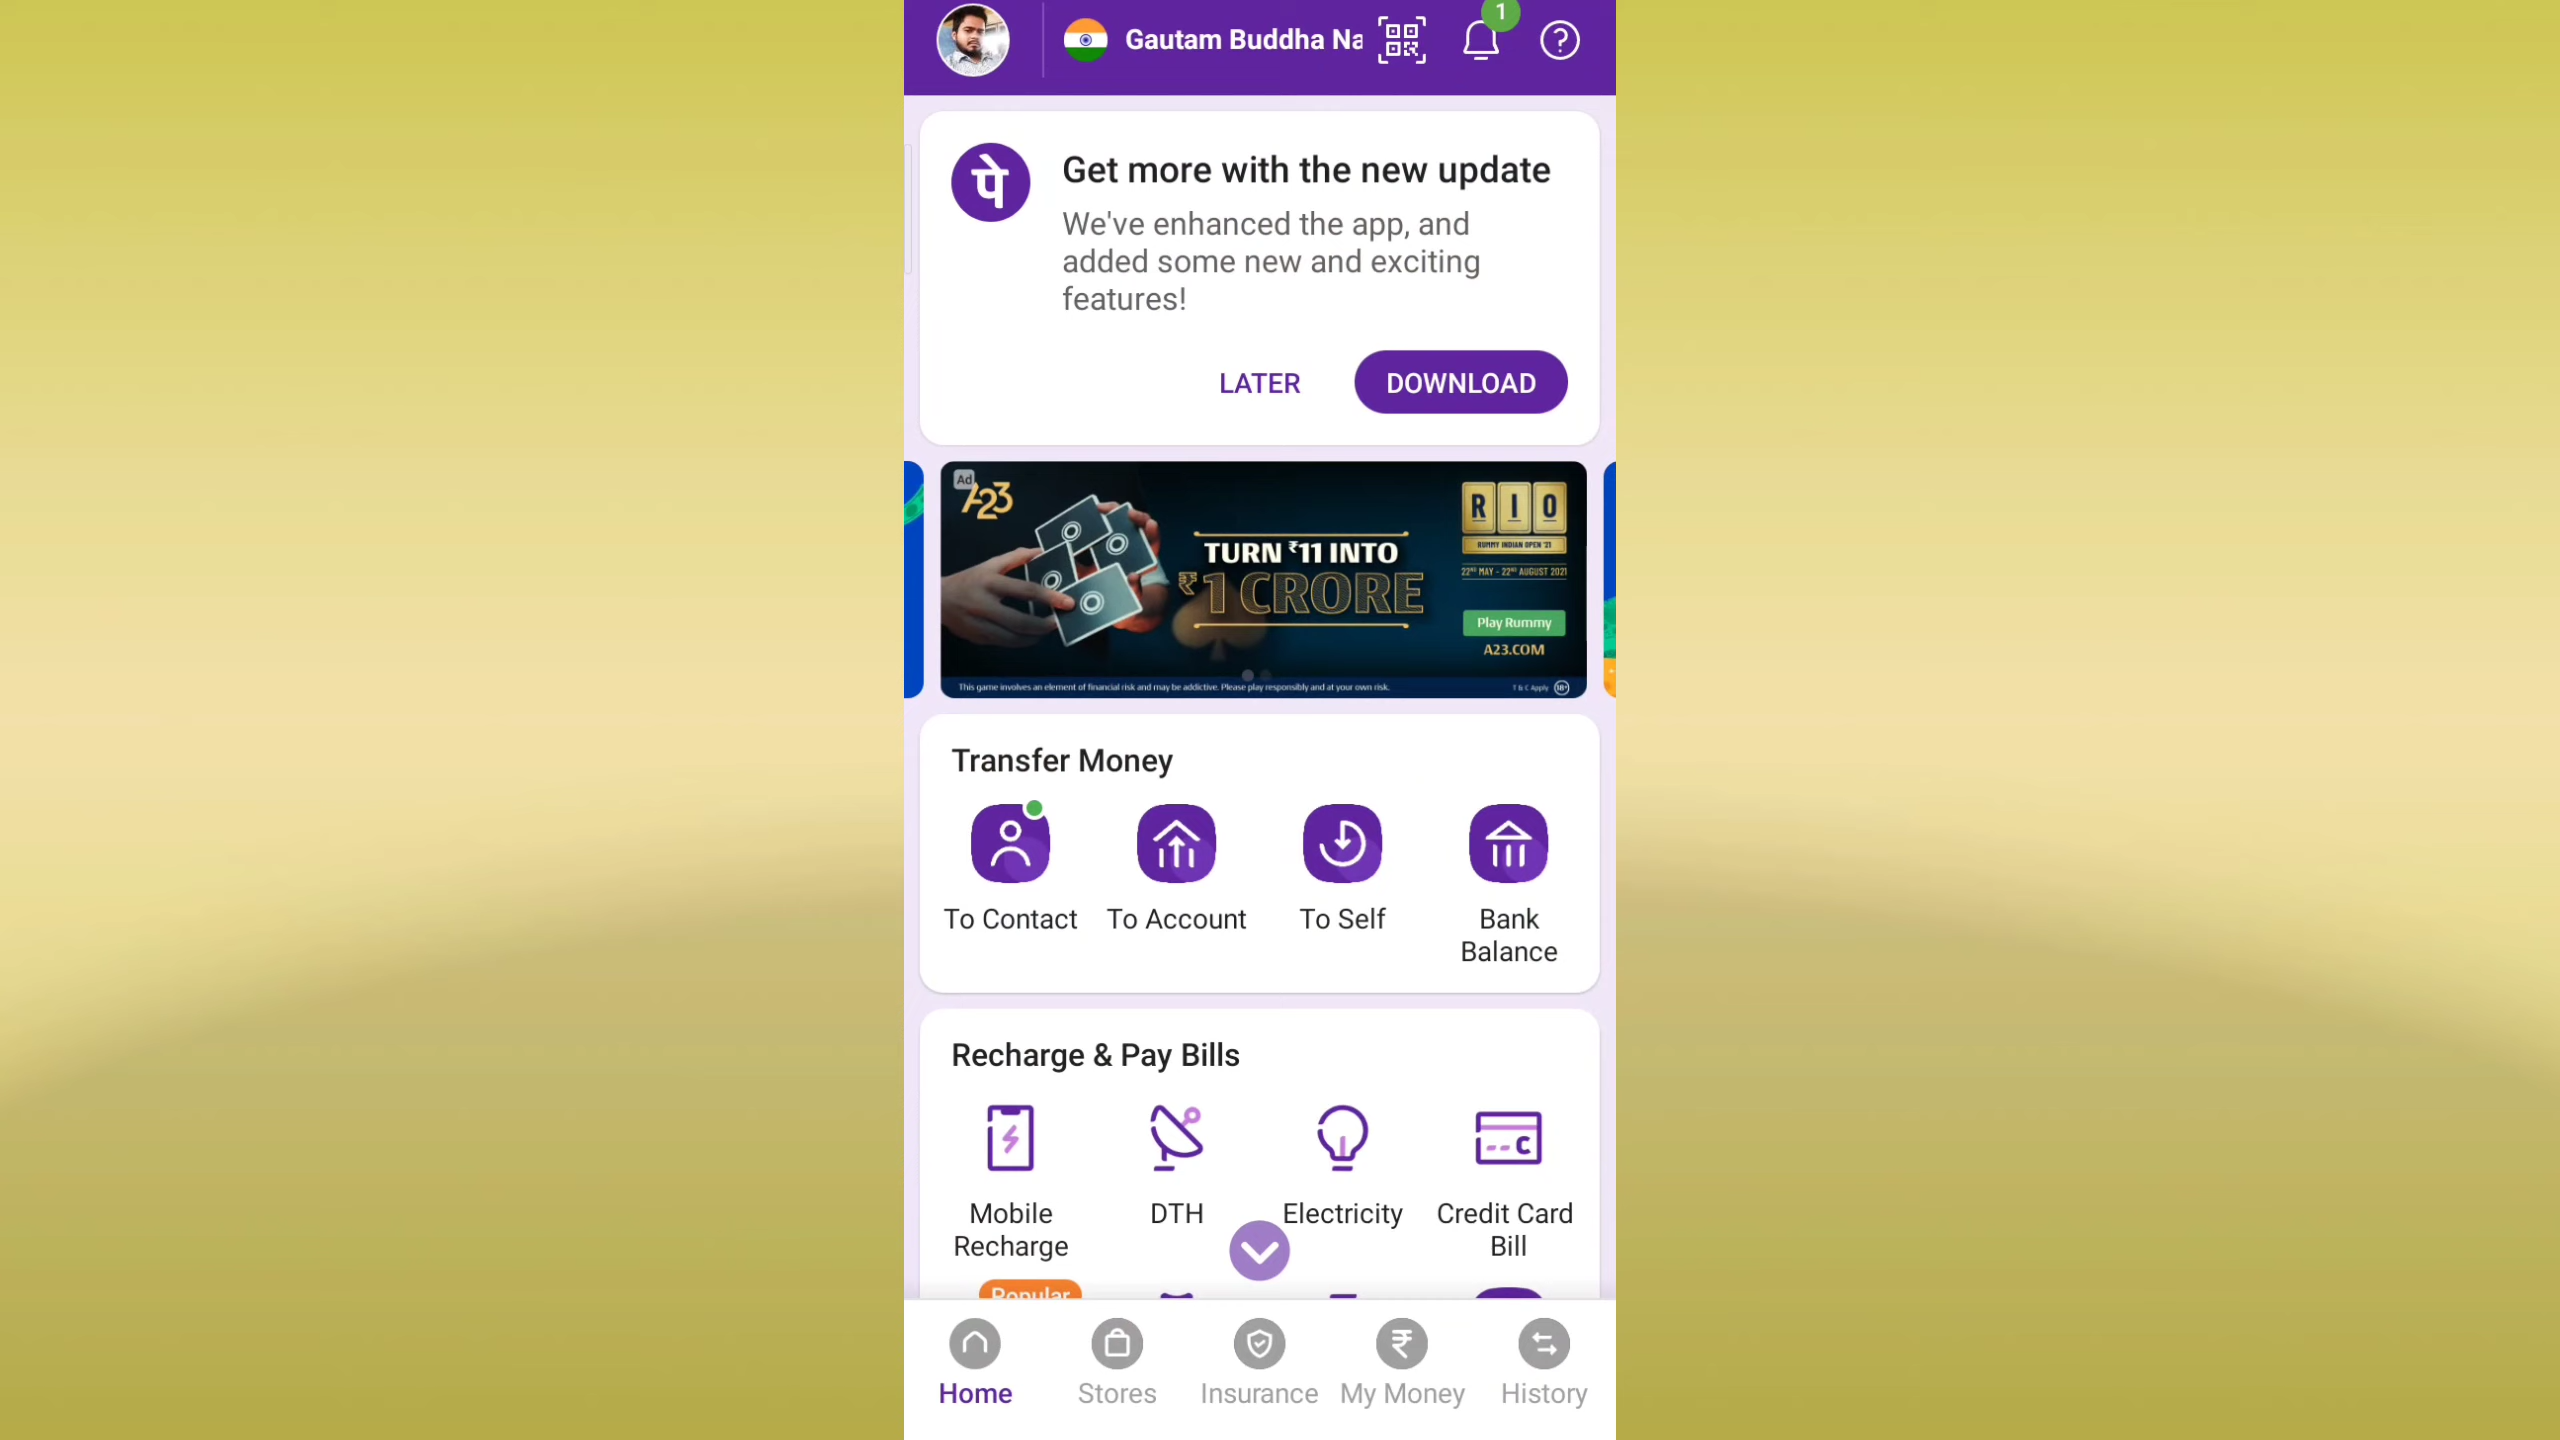 Gautam Buddha Na
1
पे
Get more with the new update
We've enhanced the app, and
added some new and exciting
features!
LATER
DOWNLOAD
Ad
A23
TURN ₹11 INTO
₹1 CRORE
RIO
RUMMY INDIAN OPEN '21
22ND MAY - 22ND AUGUST 2021
Play Rummy
A23.COM
This game involves an element of financial risk and may be addictive. Please play responsibly and at your own risk.
T & C Apply
18+
Transfer Money
To Contact
To Account
To Self
Bank
Balance
Recharge & Pay Bills
Mobile
Recharge
DTH
Electricity
Credit Card
Bill
Popular
Home
Stores
Insurance
My Money
History